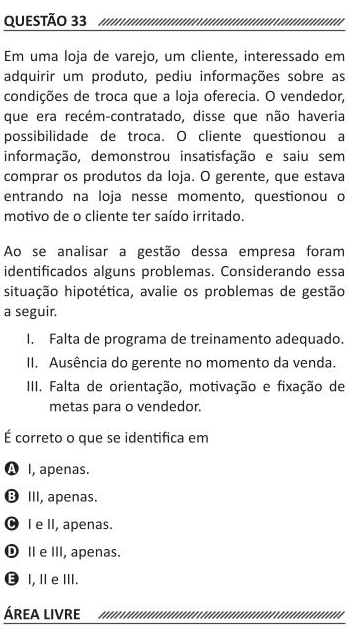 QUESTÃO 33
Em uma loja de varejo, um cliente, interessado em
adquirir um produto, pediu informações sobre as
condições de troca que a loja oferecia. O vendedor,
que era recém-contratado, disse que não haveria
possibilidade de troca. O cliente questionou a
informação, demonstrou insatisfação e saiu sem
comprar os produtos da loja. O gerente, que estava
entrando na loja nesse momento, questionou o
motivo de o cliente ter saído irritado.
Ao se analisar a gestão dessa empresa foram
identificados alguns problemas. Considerando essa
situação hipotética, avalie os problemas de gestão
a seguir.
I. Falta de programa de treinamento adequado.
II. Ausência do gerente no momento da venda.
III. Falta de orientação, motivação e fixação de
metas para o vendedor.
É correto o que se identifica em
A I, apenas.
B III, apenas.
C I e II, apenas.
D II e III, apenas.
E I, II e III.
ÁREA LIVRE